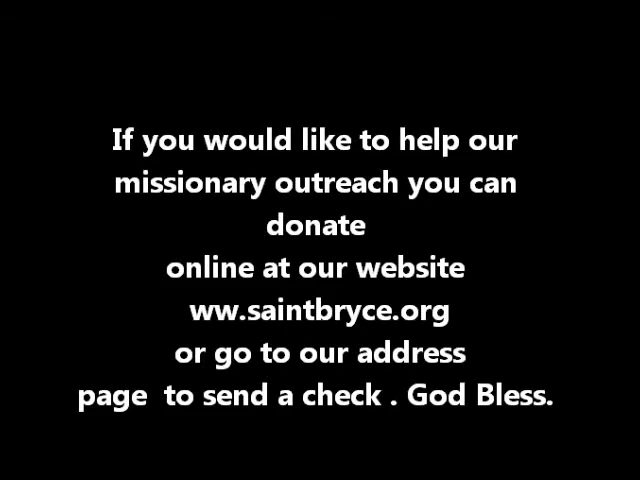 If you would like to help our
missionary outreach you can
donate
online at our website
ww.saintbryce.org
or go to our address
page  to send a check . God Bless.